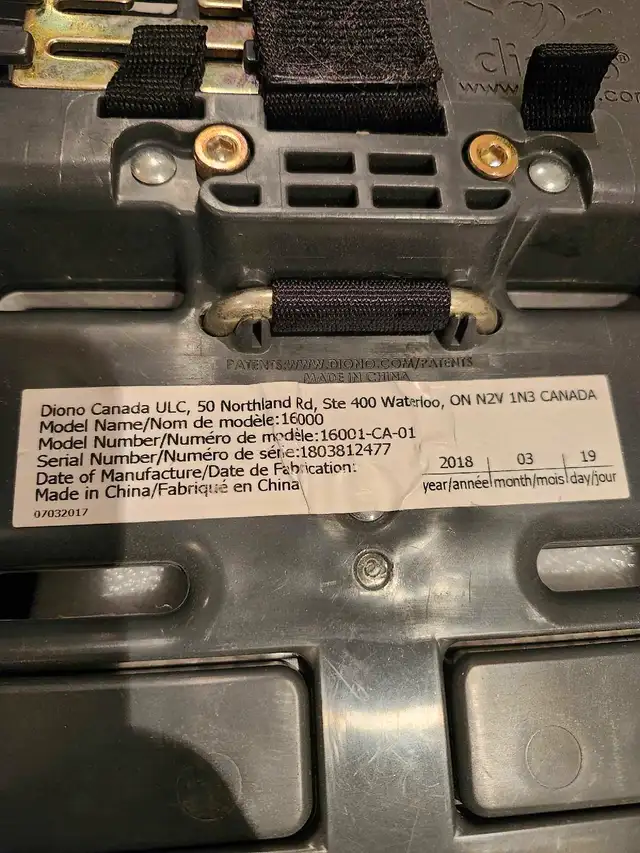 www.
PATENTS:WWW.DIONO.COM/PATENTS
MADE IN CHINA
Diono Canada ULC, 50 Northland Rd, Ste 400 Waterloo, ON N2V 1N3 CANADA
Model Name/Nom de modèle:16000
Model Number/Numéro de modèle:16001-CA-01
Serial Number/Numéro de série:1803812477
Date of Manufacture/Date de Fabrication: 2018 03 19
year/année month/mois day/jour
Made in China/Fabriqué en China
07032017